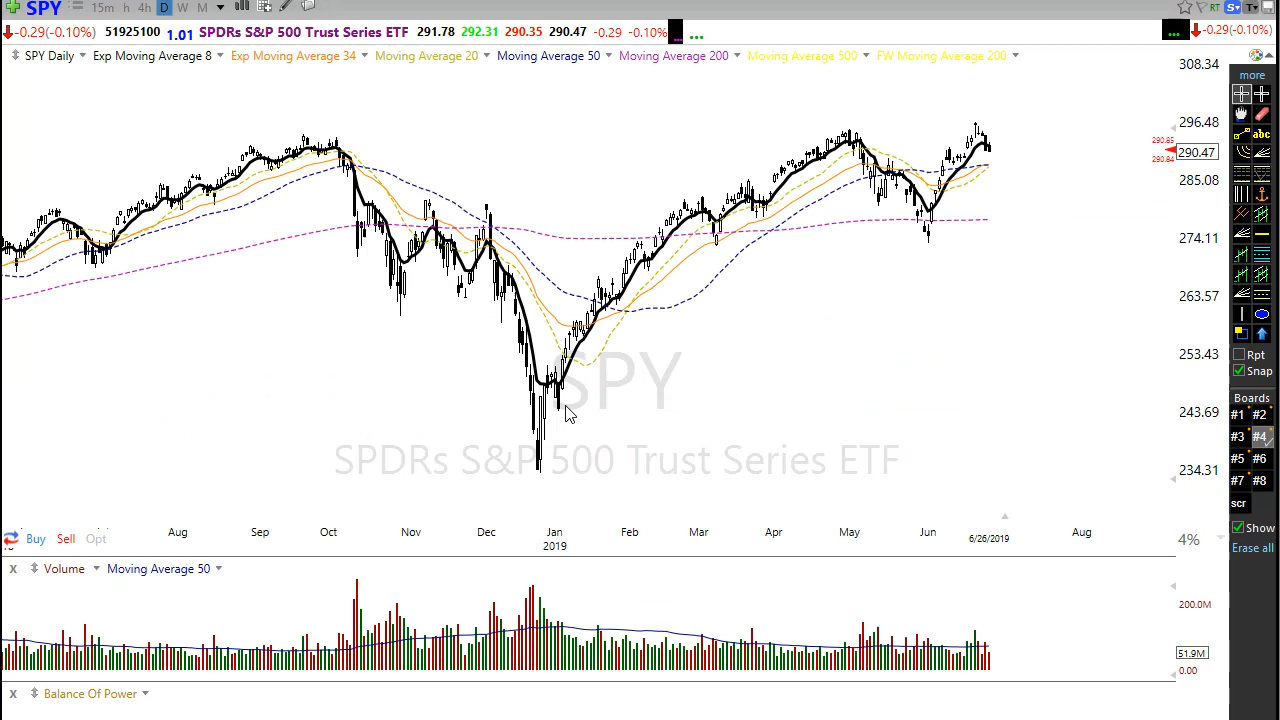 SPY 15m h 4h D W M RT S T
-0.29(-0.10%) 51925100 1.01 SPDRs S&P 500 Trust Series ETF 291.78 292.31 290.35 290.47 -0.29 -0.10% ... ... -0.29(-0.10%)
SPY Daily Exp Moving Average 8 Exp Moving Average 34 Moving Average 20 Moving Average 50 Moving Average 200 Moving Average 500 FW Moving Average 200
308.34
more
abc
296.48
290.85
290.47
290.84
285.08
274.11
263.57
253.43
243.69
234.31
SPY
SPDRs S&P 500 Trust Series ETF
Rpt
Snap
Boards
#1 #2
#3 #4
#5 #6
#7 #8
scr
Show
Erase all
Aug Sep Oct Nov Dec Jan Feb Mar Apr May Jun Aug
2019 6/26/2019
Buy Sell Opt
4%
x Volume Moving Average 50
200.0M
51.9M
0.00
x Balance Of Power